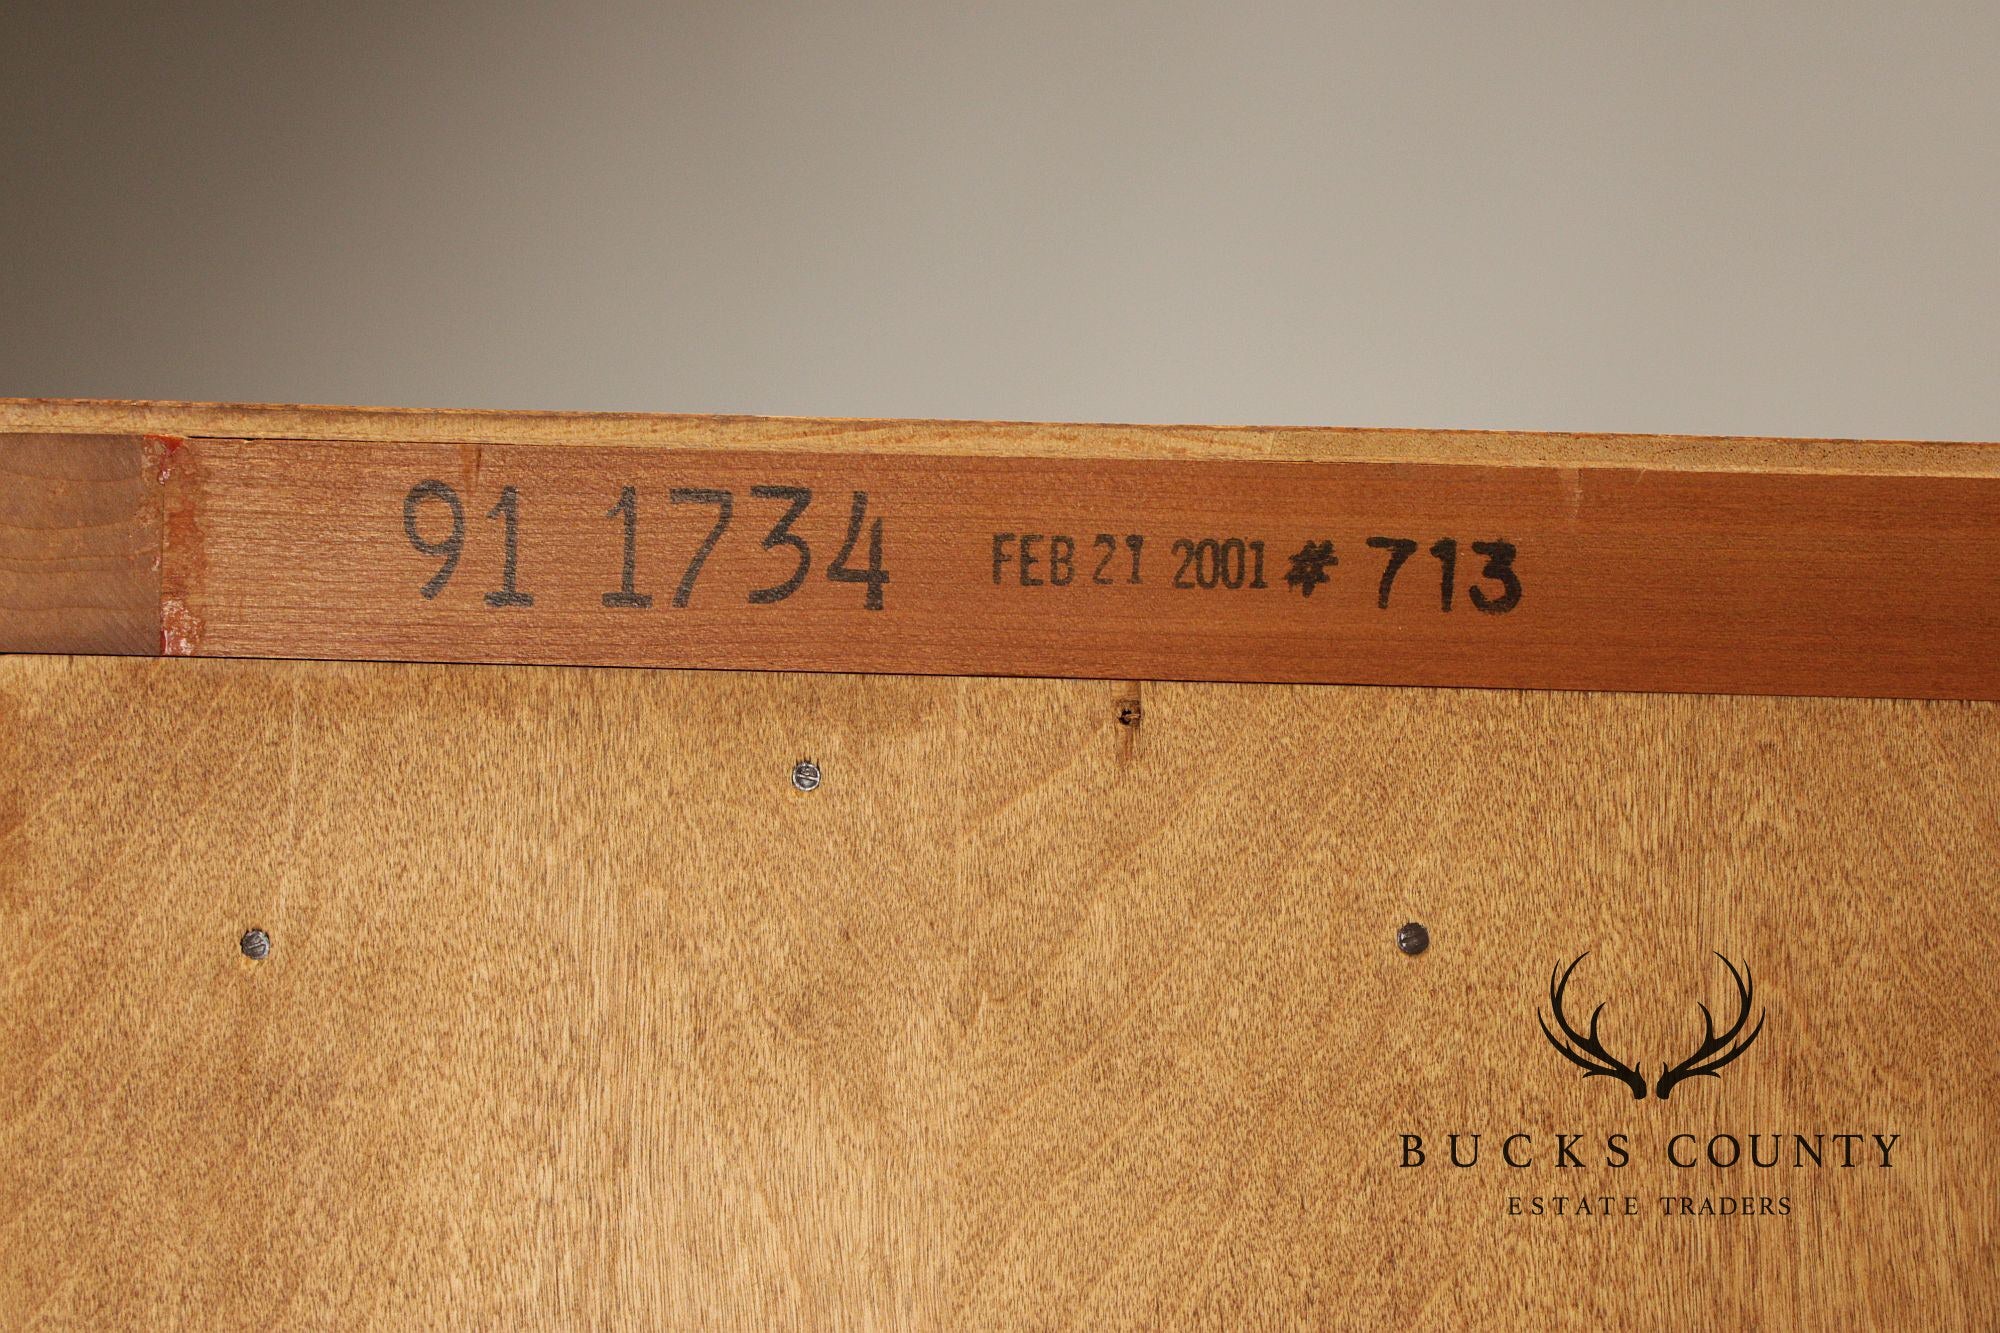 91 1734 FEB 21 2001 # 713
BUCKS COUNTY
ESTATE TRADERS